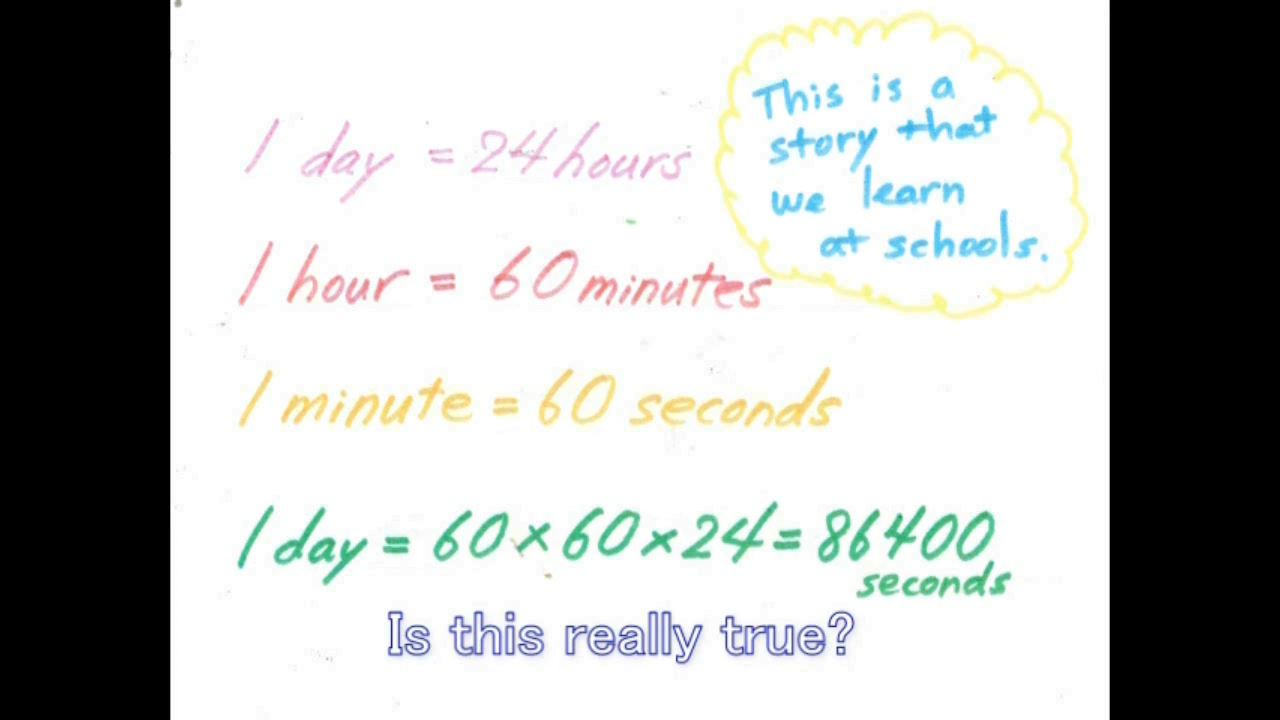 This is a
story that
we learn
at schools.
1 day = 24 hours
1 hour = 60 minutes
1 minute = 60 seconds
1 day = 60 × 60 × 24 = 86400
seconds
Is this really true?